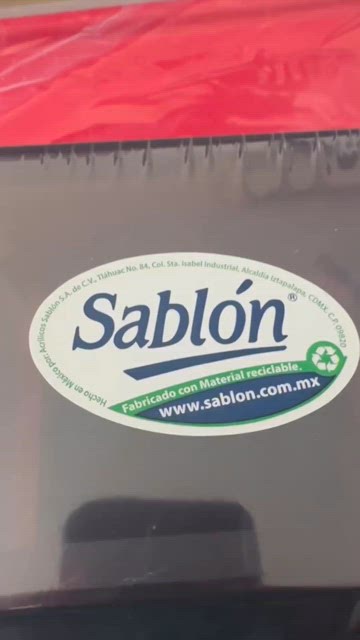 Hecho en México por: Acrílicos Sablón S.A. de C.V., Tláhuac No. 84, Col. Sta. Isabel Industrial, Alcaldía Iztapalapa, CDMX, C.P. 09820
Sablón®
Fabricado con Material reciclable.
www.sablon.com.mx